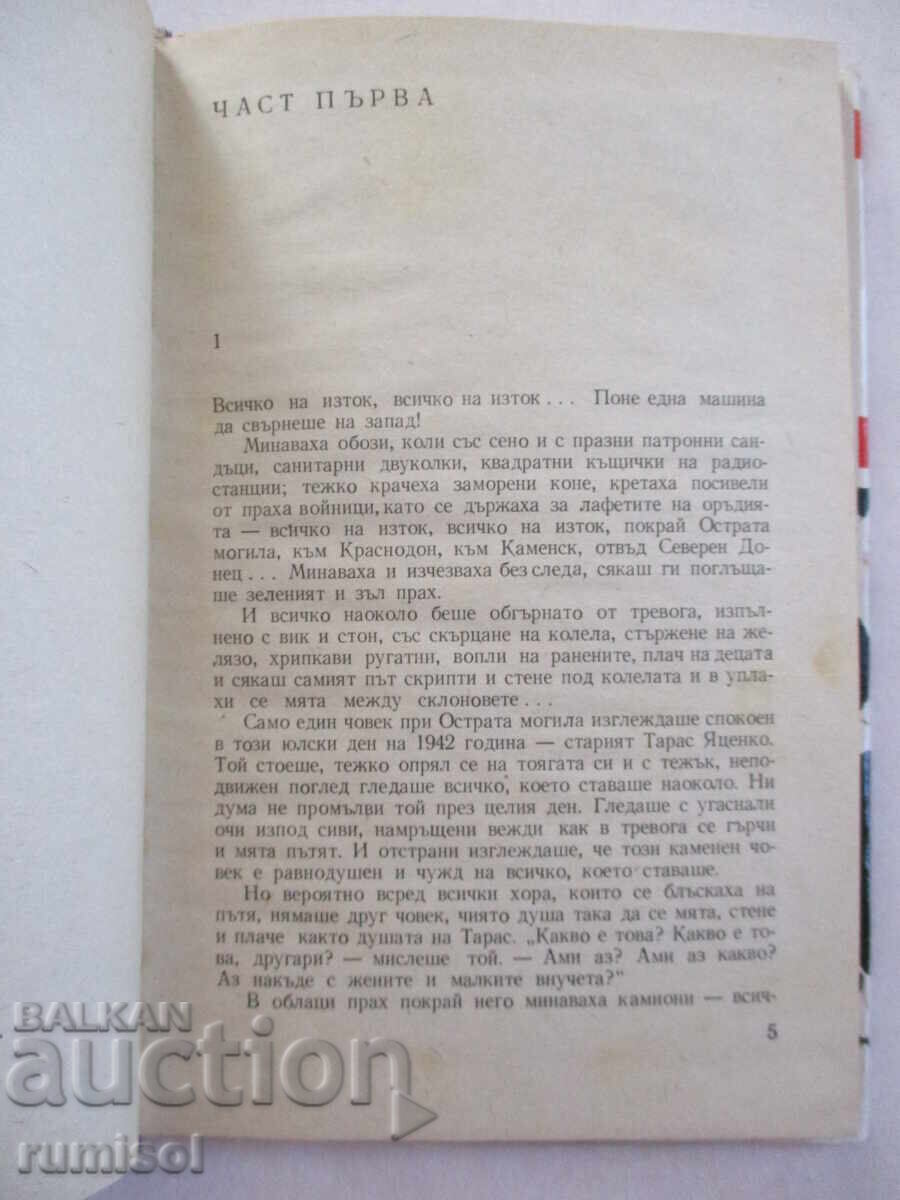 ЧАСТ ПЪРВА
1
Всичко на изток, всичко на изток... Поне една машина
да свърнеше на запад!
Минаваха обози, коли със сено и с празни патронни сан-
дъци, санитарни двуколки, квадратни къщички на радио-
станции; тежко крачеха заморени коне, кретаха посивели
от праха войници, като се държаха за лафетите на оръдия-
та — всичко на изток, всичко на изток, покрай Острата
могила, към Краснодон, към Каменск, отвъд Северен До-
нец... Минаваха и изчезваха без следа, сякаш ги поглъща-
ше зеленият и зъл прах.
И всичко наоколо беше обгърнато от тревога, изпъл-
нено с вик и стон, със скърцане на колела, стържене на же-
лязо, хрипкави ругатни, вопли на ранените, плач на децата
и сякаш самият път скрипти и стене под колелата и в упла-
хи се мята между склоновете...
Само един човек при Острата могила изглеждаше спокоен
в този юлски ден на 1942 година — старият Тарас Яценко.
Той стоеше, тежко опрял се на тоягата си и с тежък, непо-
движен поглед гледаше всичко, което ставаше наоколо. Ни
дума не промълви той през целия ден. Гледаше с угаснали
очи изпод сиви, намръщени вежди как в тревога се гърчи
и мята пътят. И отстрани изглеждаше, че този каменен чо-
век е равнодушен и чужд на всичко, което ставаше.
Но вероятно всред всички хора, които се блъскаха на
пътя, нямаше друг човек, чиято душа така да се мята, стене
и плаче както душата на Тарас. „Какво е това? Какво е то-
ва, другари? — мислеше той. — Ами аз? Ами аз какво?
Аз накъде с жените и малките внучета?"
В облаци прах покрай него минаваха камиони — всич-
5
BALKAN
auction
rumisol